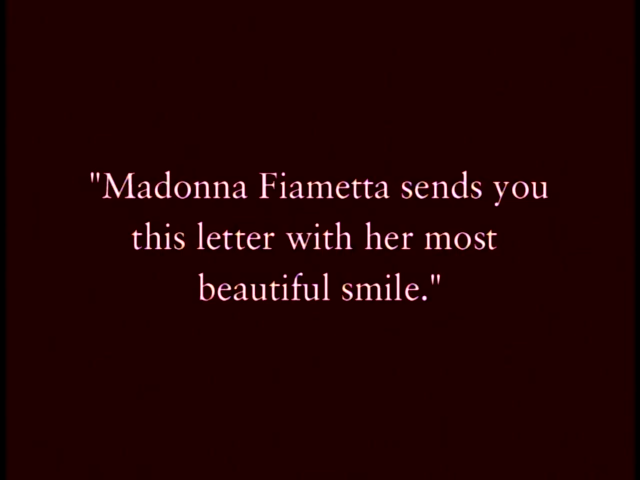 "Madonna Fiametta sends you
this letter with her most
beautiful smile."